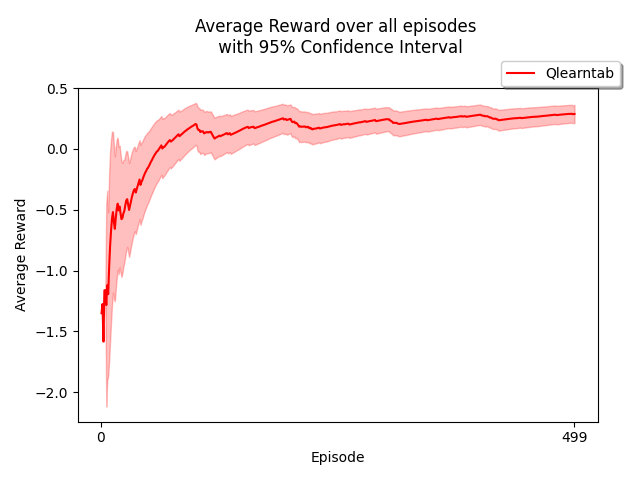 Average Reward over all episodes
with 95% Confidence Interval
Qlearntab
0.5
0.0
−0.5
−1.0
−1.5
−2.0
Average Reward
0
499
Episode